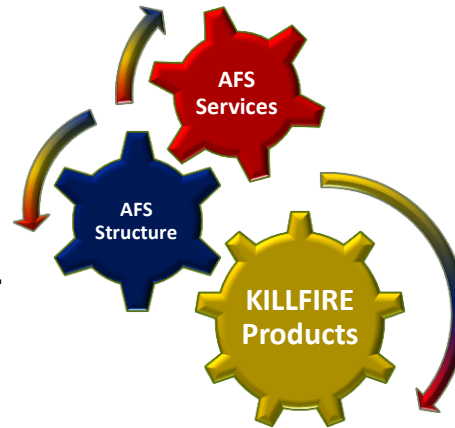 AFS
Services
AFS
Structure
KILLFIRE
Products